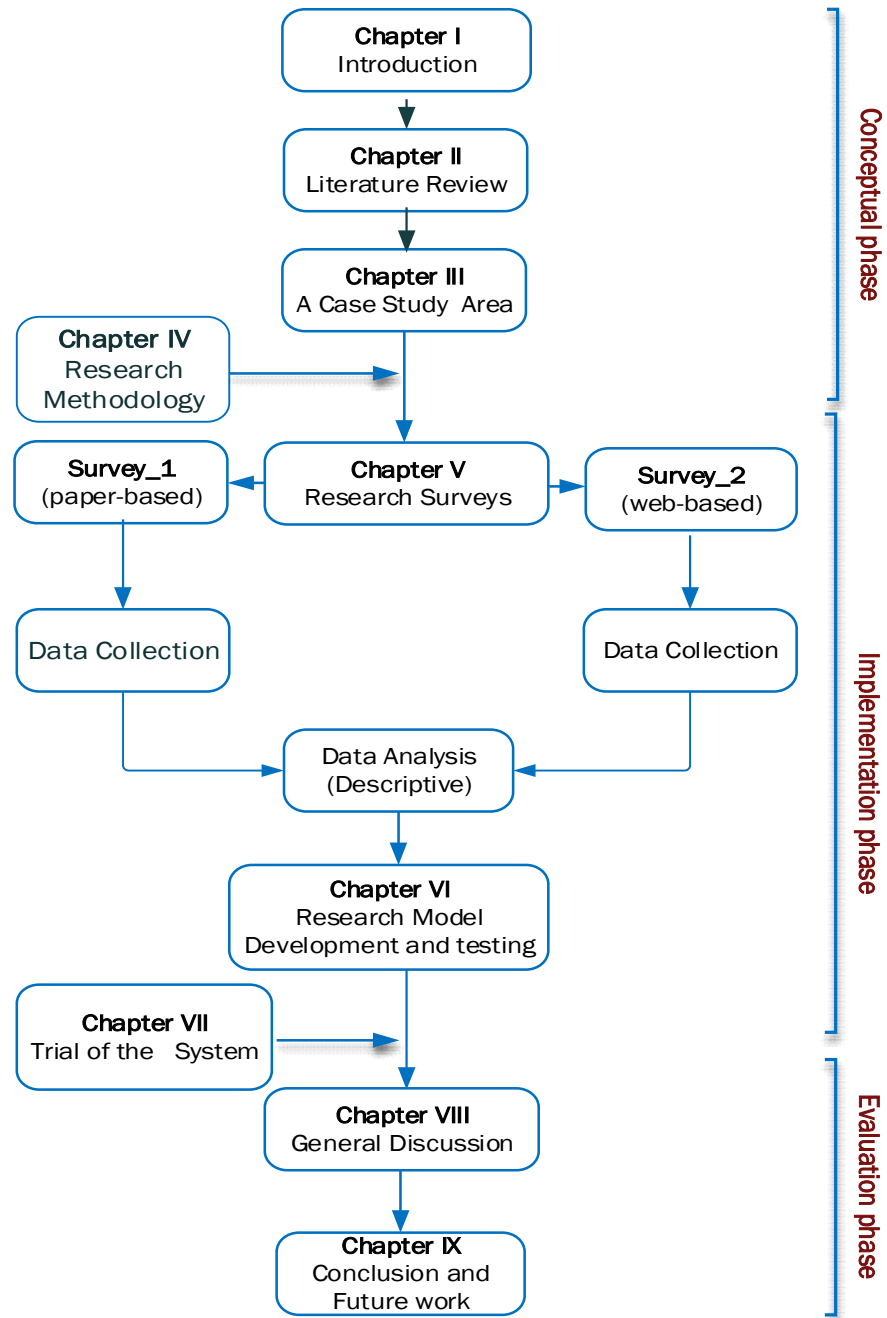 Chapter I
Introduction
Chapter II
Literature Review
Chapter III
A Case Study Area
Chapter IV
Research
Methodology
Conceptual phase
Survey_1
(paper-based)
Chapter V
Research Surveys
Survey_2
(web-based)
Data Collection
Data Collection
Data Analysis
(Descriptive)
Chapter VI
Research Model
Development and testing
Chapter VII
Trial of the System
Implementation phase
Chapter VIII
General Discussion
Chapter IX
Conclusion and
Future work
Evaluation phase